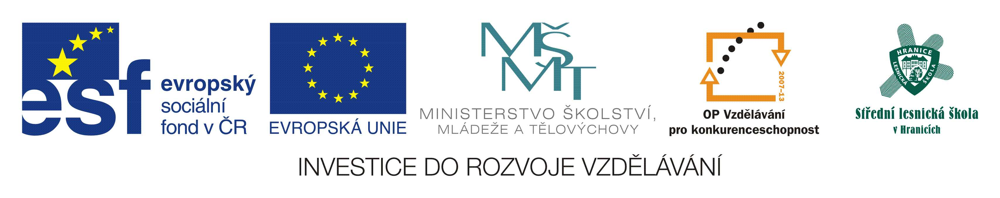 esf
evropský
sociální
fond v ČR
EVROPSKÁ UNIE
MŠMT
MINISTERSTVO ŠKOLSTVÍ,
MLÁDEŽE A TĚLOVÝCHOVY
2007-13
OP Vzdělávání
pro konkurenceschopnost
HRANICE
LESNICKÁ
ŠKOLA
Střední lesnická škola
v Hranicích
INVESTICE DO ROZVOJE VZDĚLÁVÁNÍ